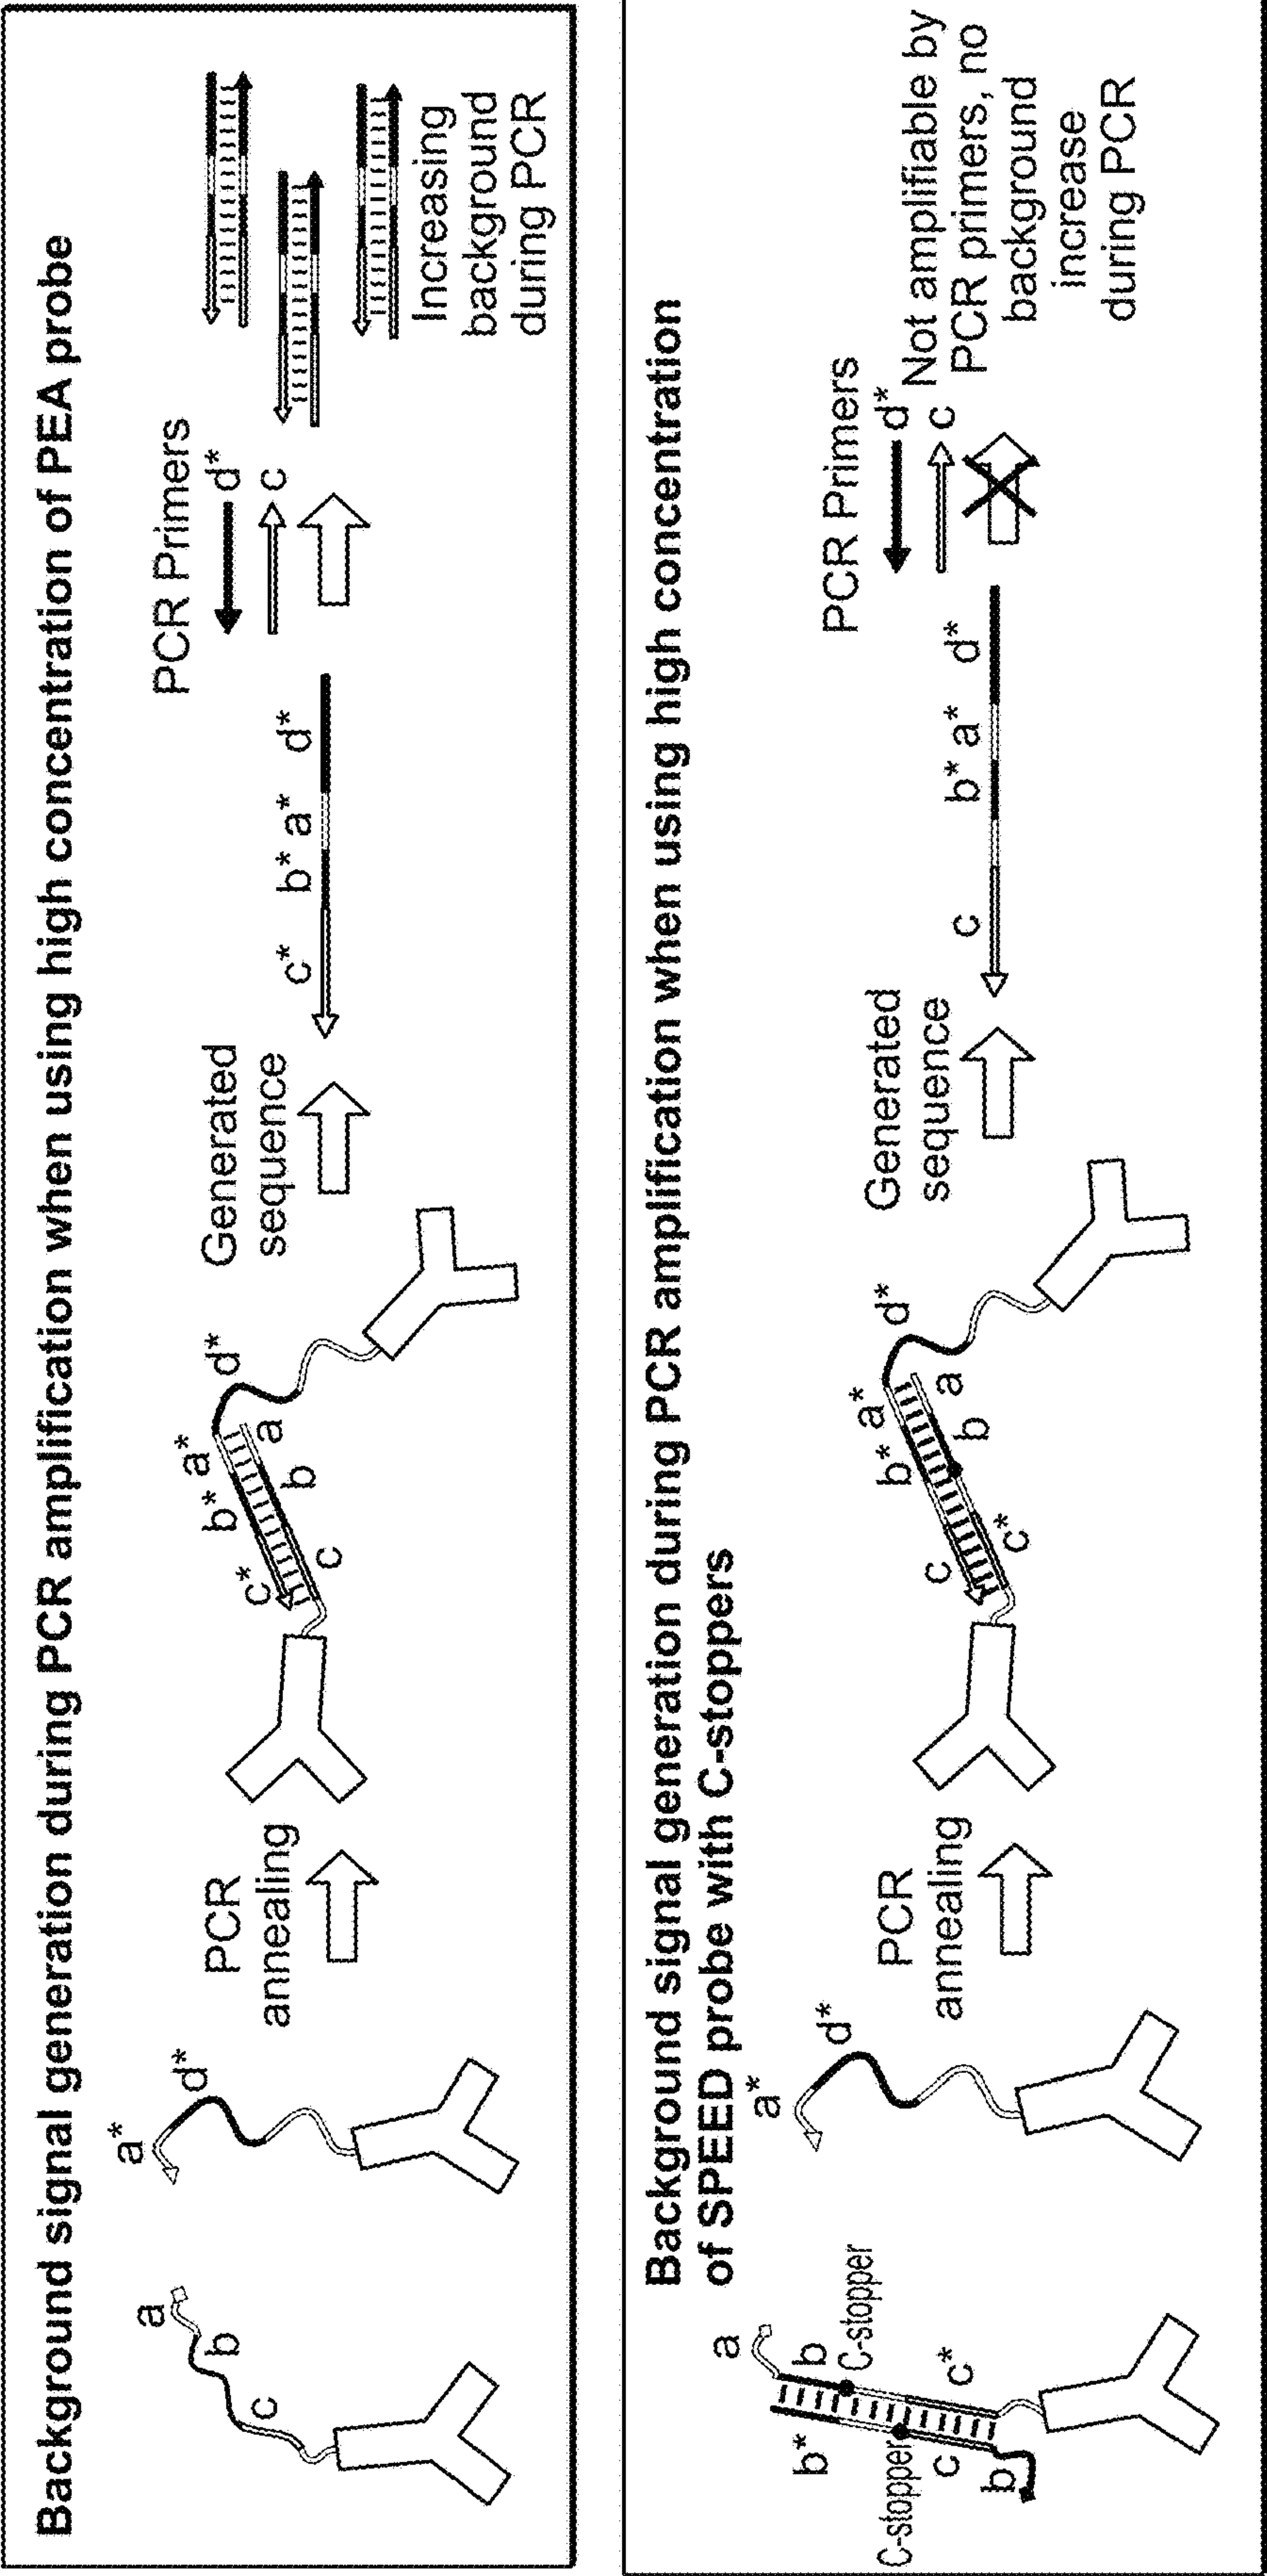 Background signal generation during PCR amplification when using high concentration of PEA probe
a
b
c
a*
d*
PCR
annealing
c*
b*
a*
d*
c
b
a
Generated
sequence
c*
b*
a*
d*
PCR Primers
d*
c
Increasing
background
during PCR
Background signal generation during PCR amplification when using high concentration
of SPEED probe with C-stoppers
a
b
C-stopper
c*
b*
C-stopper
c
b
a*
d*
PCR
annealing
c
b*
a*
d*
c*
b
a
Generated
sequence
c
b*
a*
d*
PCR Primers
d*
c
Not amplifiable by
PCR primers, no
background
increase
during PCR